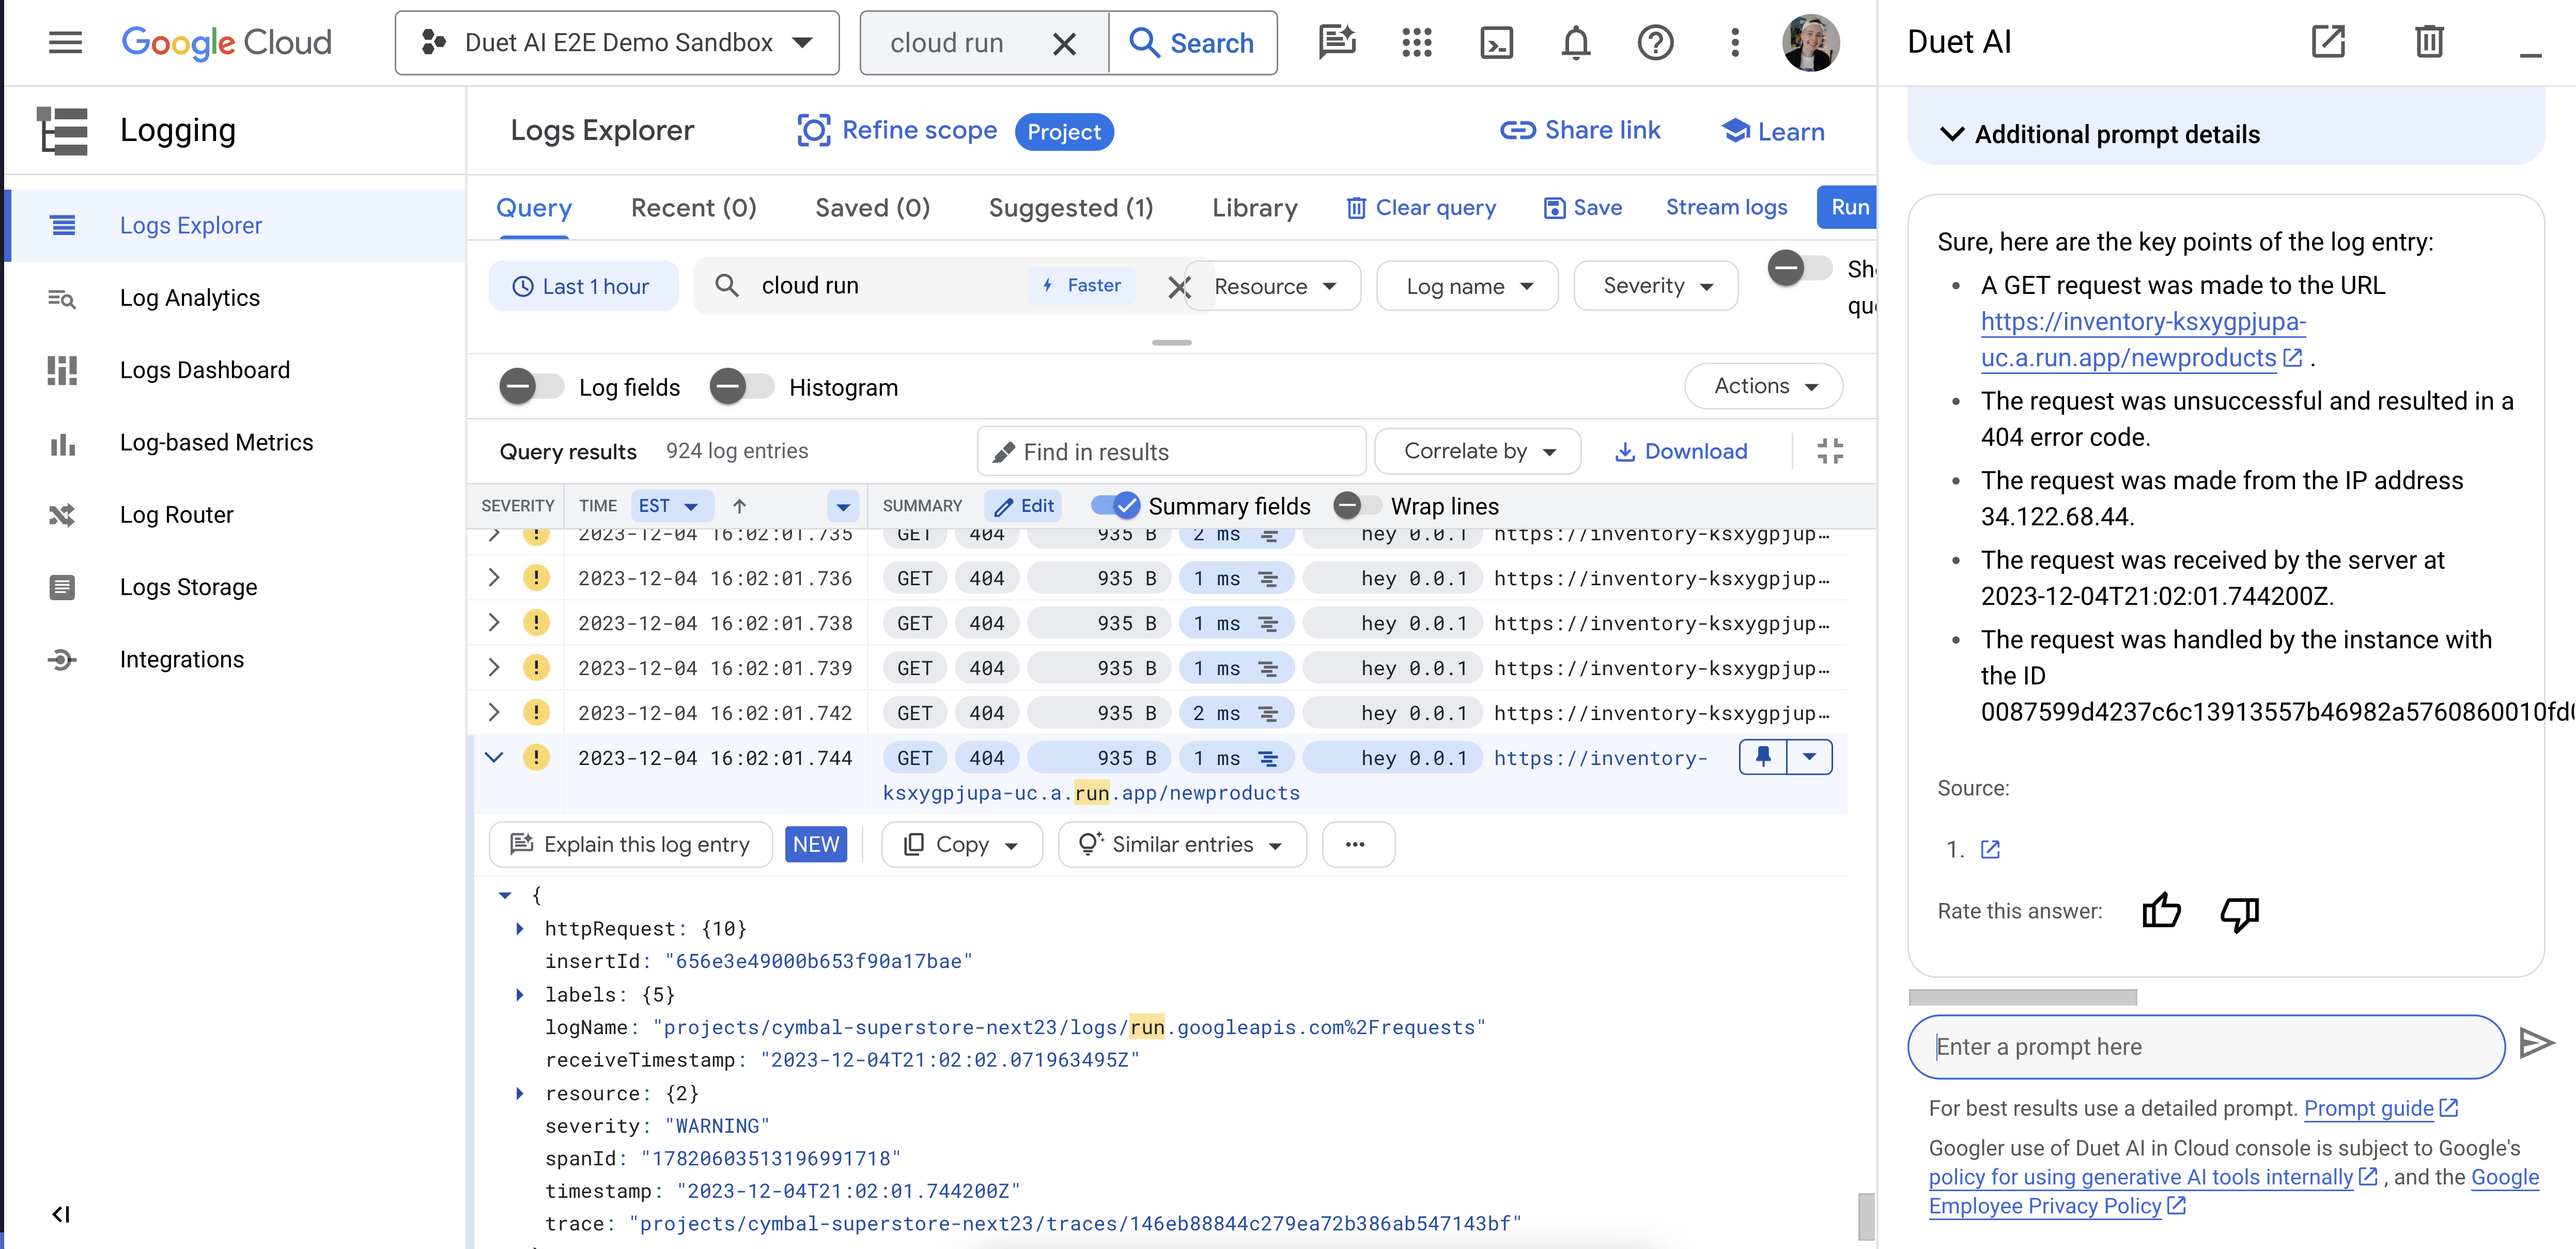 Google Cloud
Duet AI E2E Demo Sandbox
cloud run
Search
Logging
Logs Explorer
Log Analytics
Logs Dashboard
Log-based Metrics
Log Router
Logs Storage
Integrations
Logs Explorer
Refine scope
Project
Share link
Learn
Query
Recent (0)
Saved (0)
Suggested (1)
Library
Clear query
Save
Stream logs
Run
Last 1 hour
cloud run
Faster
Resource
Log name
Severity
Log fields
Histogram
Actions
Query results 924 log entries
Find in results
Correlate by
Download
SEVERITY TIME EST SUMMARY Edit Summary fields Wrap lines
2023-12-04 16:02:01.735 GET 404 935 B 2 ms hey 0.0.1 https://inventory-ksxygpjup…
2023-12-04 16:02:01.736 GET 404 935 B 1 ms hey 0.0.1 https://inventory-ksxygpjup…
2023-12-04 16:02:01.738 GET 404 935 B 1 ms hey 0.0.1 https://inventory-ksxygpjup…
2023-12-04 16:02:01.739 GET 404 935 B 1 ms hey 0.0.1 https://inventory-ksxygpjup…
2023-12-04 16:02:01.742 GET 404 935 B 2 ms hey 0.0.1 https://inventory-ksxygpjup…
2023-12-04 16:02:01.744 GET 404 935 B 1 ms hey 0.0.1 https://inventory-
ksxygpjupa-uc.a.run.app/newproducts
Explain this log entry NEW Copy Similar entries ...
{
httpRequest: {10}
insertId: "656e3e49000b653f90a17bae"
labels: {5}
logName: "projects/cymbal-superstore-next23/logs/run.googleapis.com%2Frequests"
receiveTimestamp: "2023-12-04T21:02:02.071963495Z"
resource: {2}
severity: "WARNING"
spanId: "17820603513196991718"
timestamp: "2023-12-04T21:02:01.744200Z"
trace: "projects/cymbal-superstore-next23/traces/146eb88844c279ea72b386ab547143bf"
Duet AI
Additional prompt details
Sure, here are the key points of the log entry:
• A GET request was made to the URL
https://inventory-ksxygpjupa-
uc.a.run.app/newproducts .
• The request was unsuccessful and resulted in a
404 error code.
• The request was made from the IP address
34.122.68.44.
• The request was received by the server at
2023-12-04T21:02:01.744200Z.
• The request was handled by the instance with
the ID
0087599d4237c6c13913557b46982a5760860010fd
Source:
1.
Rate this answer:
Enter a prompt here
For best results use a detailed prompt. Prompt guide
Googler use of Duet AI in Cloud console is subject to Google's
policy for using generative AI tools internally , and the Google
Employee Privacy Policy